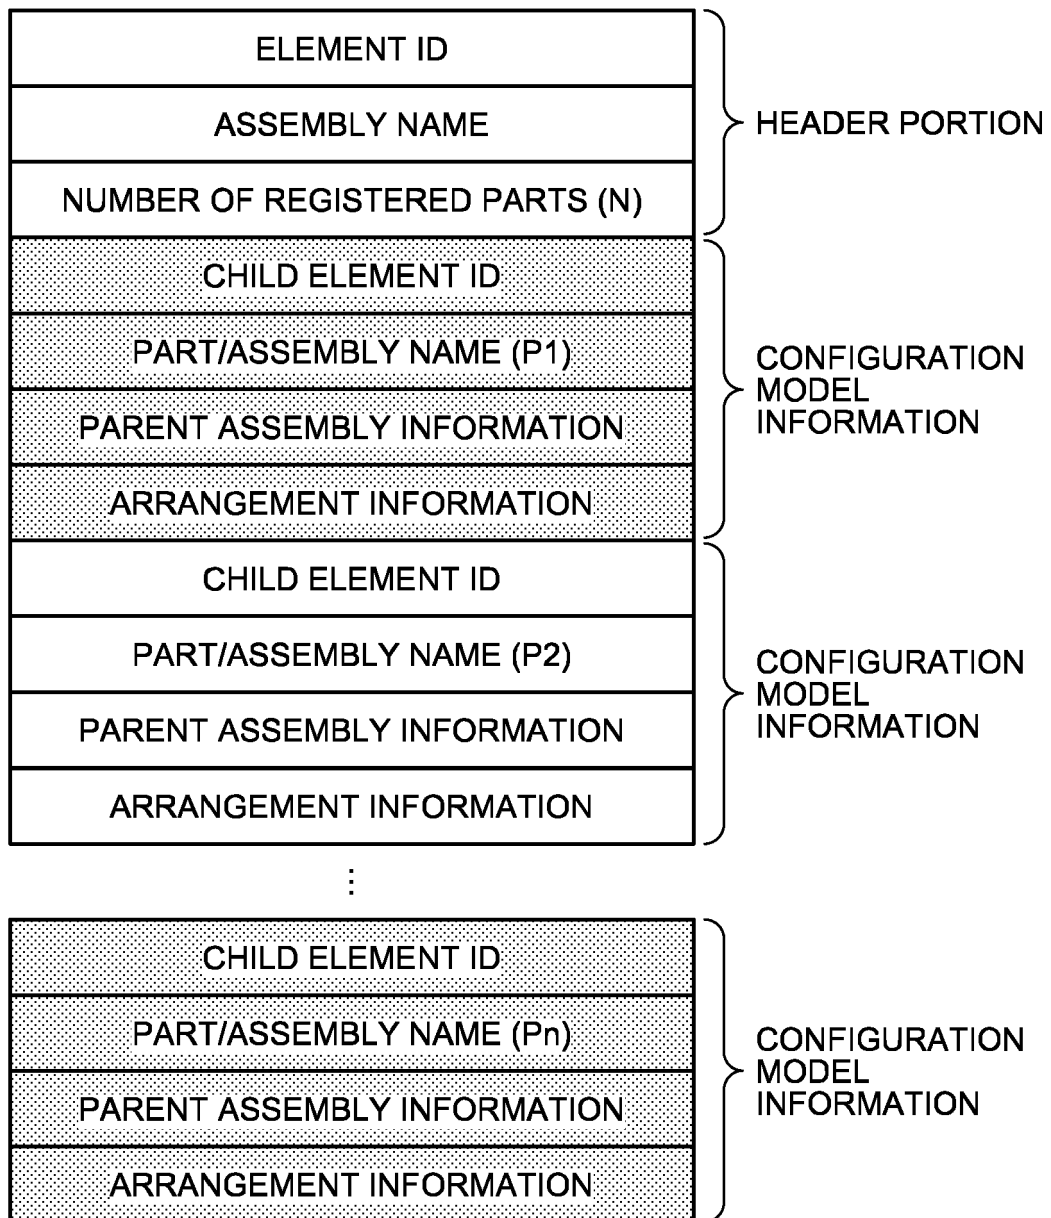 ELEMENT ID
ASSEMBLY NAME
NUMBER OF REGISTERED PARTS (N)
HEADER PORTION
CHILD ELEMENT ID
PART/ASSEMBLY NAME (P1)
PARENT ASSEMBLY INFORMATION
ARRANGEMENT INFORMATION
CONFIGURATION
MODEL
INFORMATION
CHILD ELEMENT ID
PART/ASSEMBLY NAME (P2)
PARENT ASSEMBLY INFORMATION
ARRANGEMENT INFORMATION
CONFIGURATION
MODEL
INFORMATION
⋮
CHILD ELEMENT ID
PART/ASSEMBLY NAME (Pn)
PARENT ASSEMBLY INFORMATION
ARRANGEMENT INFORMATION
CONFIGURATION
MODEL
INFORMATION